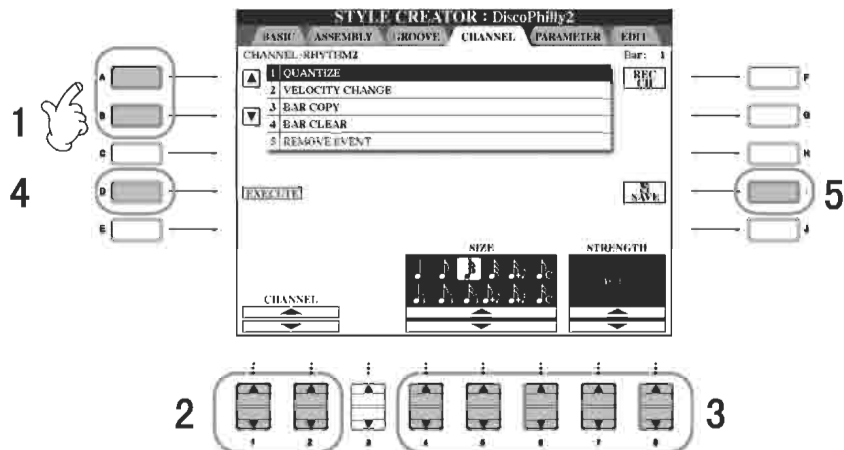 STYLE CREATOR : DiscoPhilly2
BASIC ASSEMBLY GROOVE CHANNEL PARAMETER EDIT
CHANNEL:RHYTHM2 Bar: 1
A 1 QUANTIZE REC CH F
2 VELOCITY CHANGE
1 B 3 BAR COPY G
4 BAR CLEAR
C 5 REMOVE EVENT H
4 D EXECUTE SAVE I 5
E J
SIZE STRENGTH
CHANNEL
2 3
1 2 3 4 5 6 7 8